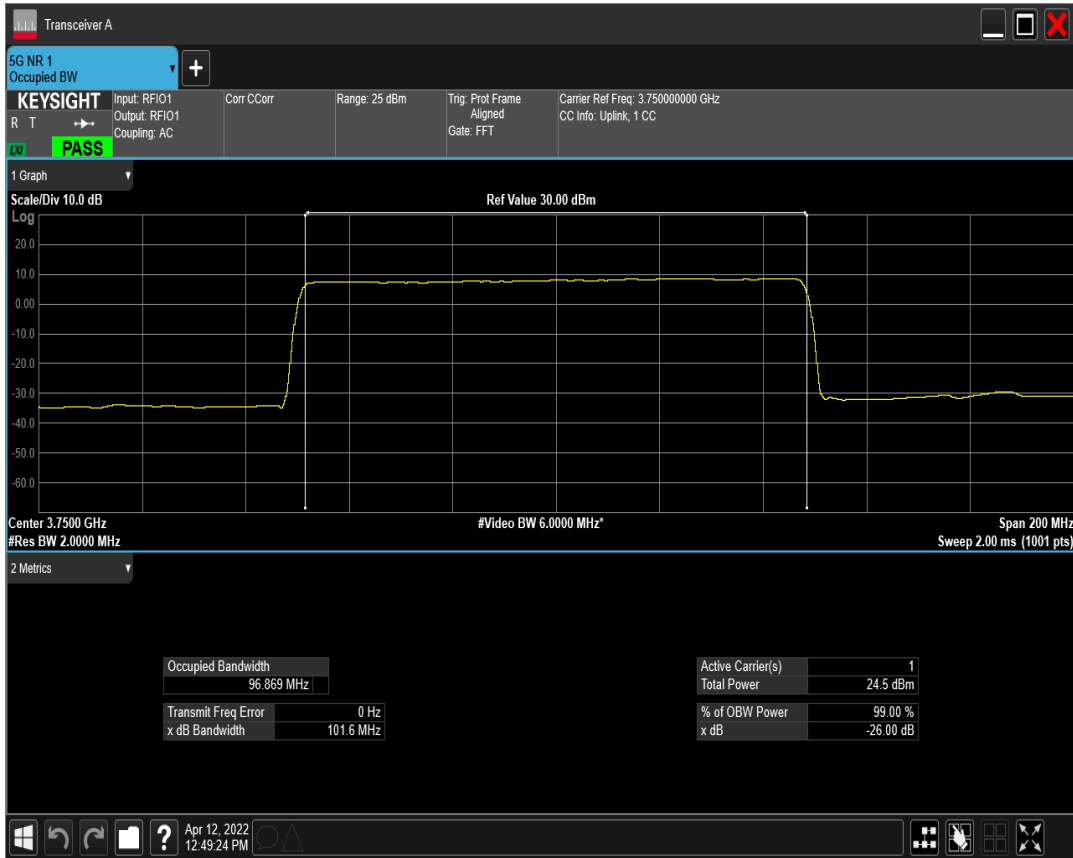 Transceiver A
5G NR 1
Occupied BW
KEYSIGHT
R T
LXI
PASS
Input: RFIO1
Output: RFIO1
Coupling: AC
Corr CCorr
Range: 25 dBm
Trig: Prot Frame
Aligned
Gate: FFT
Carrier Ref Freq: 3.750000000 GHz
CC Info: Uplink, 1 CC
1 Graph
Scale/Div 10.0 dB
Ref Value 30.00 dBm
Log
20.0
10.0
0.00
-10.0
-20.0
-30.0
-40.0
-50.0
-60.0
Center 3.7500 GHz
#Video BW 6.0000 MHz*
Span 200 MHz
#Res BW 2.0000 MHz
Sweep 2.00 ms (1001 pts)
2 Metrics
Occupied Bandwidth
96.869 MHz
Transmit Freq Error 0 Hz
x dB Bandwidth 101.6 MHz
Active Carrier(s) 1
Total Power 24.5 dBm
% of OBW Power 99.00 %
x dB -26.00 dB
?
Apr 12, 2022
12:49:24 PM